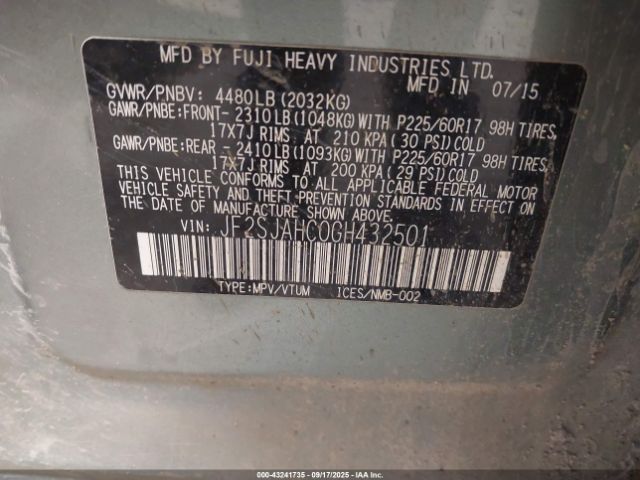 MFD BY FUJI HEAVY INDUSTRIES LTD.
MFD IN 07/15
GVWR/PNBV: 4480LB(2032KG)
GAWR/PNBE:FRONT- 2310LB(1048KG)WITH P225/60R17 98H TIRES,
17X7J RIMS AT 210 KPA(30 PSI)COLD
GAWR/PNBE:REAR - 2410LB(1093KG)WITH P225/60R17 98H TIRES,
17X7J RIMS AT 200 KPA(29 PSI)COLD
THIS VEHICLE CONFORMS TO ALL APPLICABLE FEDERAL MOTOR
VEHICLE SAFETY AND THEFT PREVENTION STANDARDS IN EFFECT ON
THE DATE OF MANUFACTURE SHOWN ABOVE.
VIN: JF2SJAHC0GH432501
TYPE:MPV/VTUM ICES/NMB-002
000-43241735 - 09/17/2025 - IAAI.COM